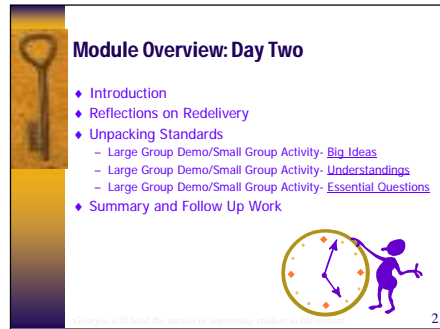 Module Overview: Day Two
♦ Introduction
♦ Reflections on Redelivery
♦ Unpacking Standards
– Large Group Demo/Small Group Activity- Big Ideas
– Large Group Demo/Small Group Activity- Understandings
– Large Group Demo/Small Group Activity- Essential Questions
♦ Summary and Follow Up Work
Georgia will lead the nation in improving student achievement.
2